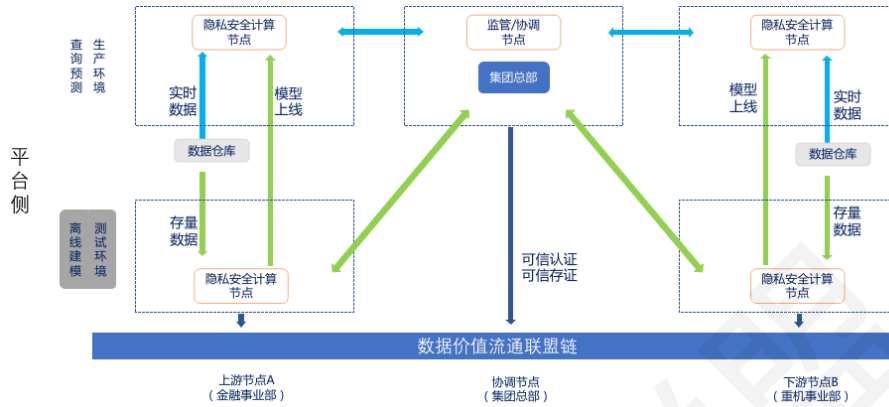 平台侧
查询预测
生产环境
离线建模
测试环境
隐私安全计算
节点
监管/协调
节点
集团总部
隐私安全计算
节点
实时
数据
模型
上线
模型
上线
实时
数据
数据仓库
数据仓库
存量
数据
存量
数据
隐私安全计算
节点
可信认证
可信存证
隐私安全计算
节点
数据价值流通联盟链
上游节点A
（金融事业部）
协调节点
（集团总部）
下游节点B
（重机事业部）